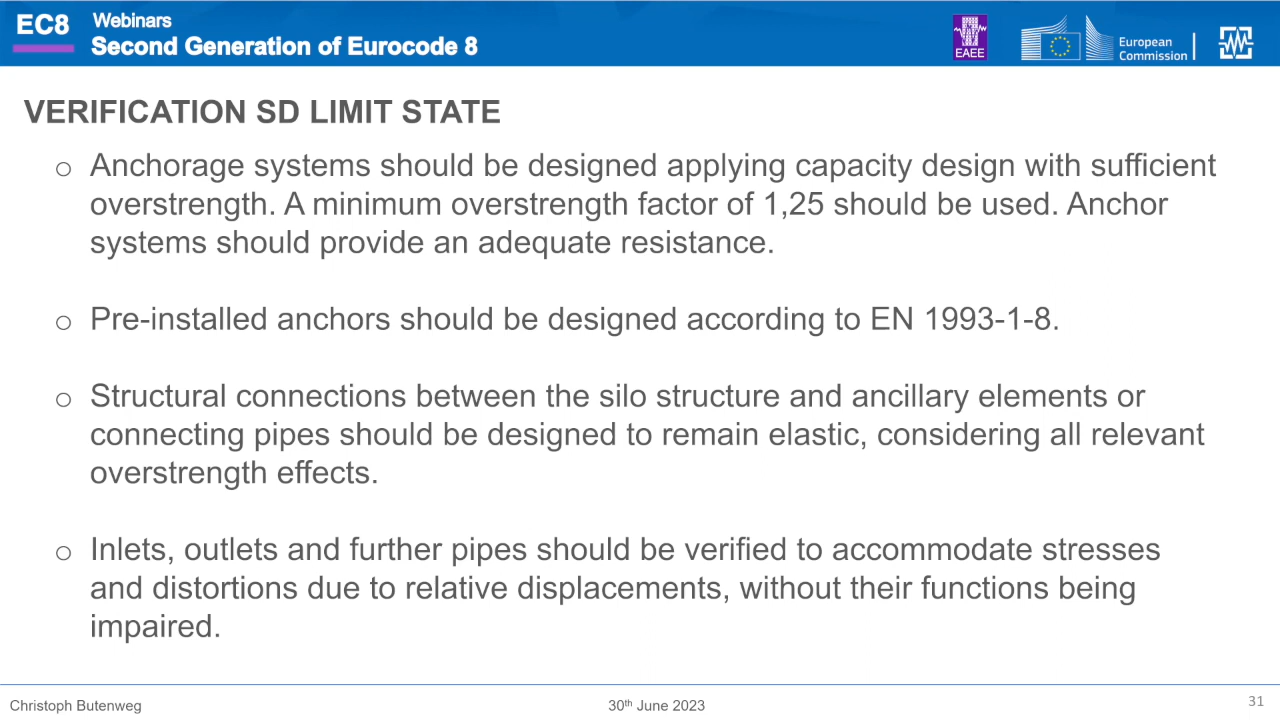 EC8
Webinars
Second Generation of Eurocode 8
EAEE
European
Commission
VERIFICATION SD LIMIT STATE
o Anchorage systems should be designed applying capacity design with sufficient
overstrength. A minimum overstrength factor of 1,25 should be used. Anchor
systems should provide an adequate resistance.
o Pre-installed anchors should be designed according to EN 1993-1-8.
o Structural connections between the silo structure and ancillary elements or
connecting pipes should be designed to remain elastic, considering all relevant
overstrength effects.
o Inlets, outlets and further pipes should be verified to accommodate stresses
and distortions due to relative displacements, without their functions being
impaired.
Christoph Butenweg
30th June 2023
31